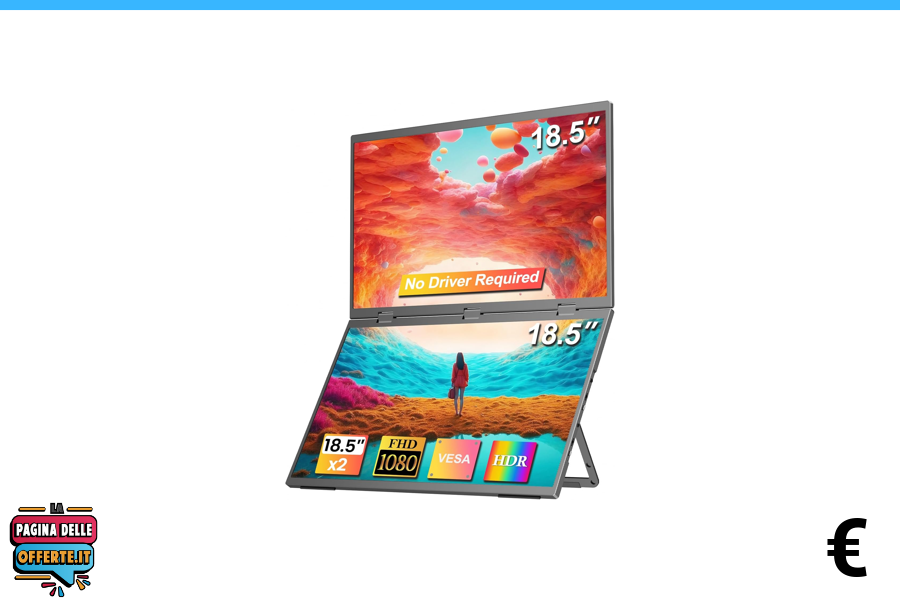 18.5″
No Driver Required
18.5″
18.5″
x2
FHD
1080
VESA
HDR
LA
PAGINA DELLE
OFFERTE.IT
€